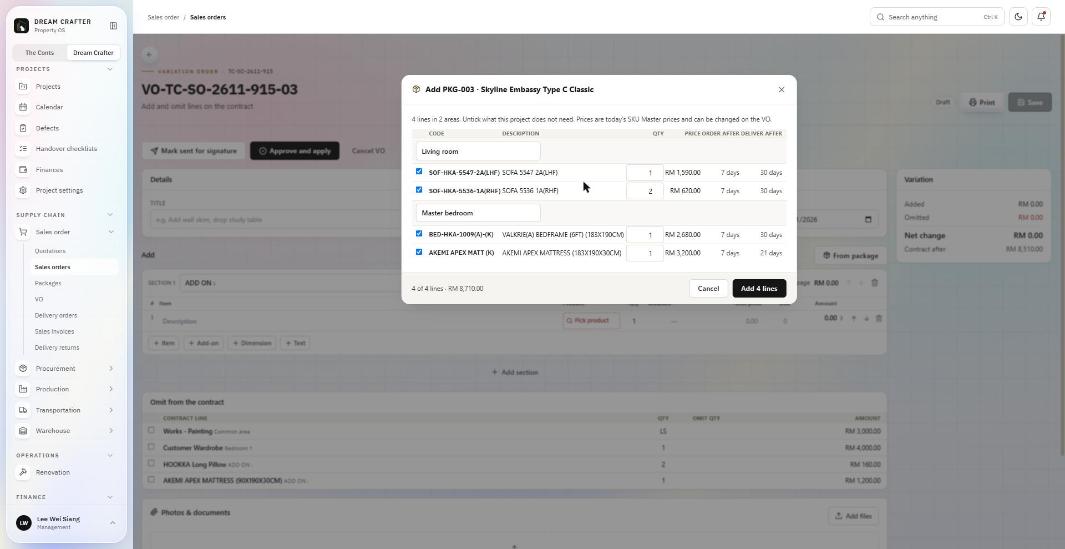 DREAM CRAFTER
Property OS
The Conts
Dream Crafter
PROJECTS
Projects
Calendar
Defects
Handover checklists
Finances
Project settings
SUPPLY CHAIN
Sales order
Quotations
Sales orders
Packages
VO
Delivery orders
Sales invoices
Delivery returns
Procurement
Production
Transportation
Warehouse
OPERATIONS
Renovation
FINANCE
LW
Lee Wei Siang
Management
Sales order / Sales orders
Search anything
Ctrl K
VARIATION ORDER · TC-SO-2611-915
VO-TC-SO-2611-915-03
Add and omit lines on the contract
Draft
Print
Save
Mark sent for signature
Approve and apply
Cancel VO
Details
TITLE
e.g. Add wall skim, drop study table
/2026
Variation
Added RM 0.00
Omitted RM 0.00
Net change RM 0.00
Contract after RM 8,510.00
Add
From package
SECTION 1 ADD ON :
RM 0.00
# Item
Amount
1 Description Pick product 1 — 0.00 0 0.00
+ Item + Add-on + Dimension + Text
+ Add section
Omit from the contract
CONTRACT LINE QTY OMIT QTY AMOUNT
Works - Painting Common area LS RM 3,000.00
Customer Wardrobe Bedroom 1 1 RM 4,000.00
HOOKKA Long Pillow ADD ON : 2 RM 160.00
AKEMI APEX MATTRESS (90X190X30CM) ADD ON : 1 RM 1,200.00
Photos & documents
Add files
Add PKG-003 · Skyline Embassy Type C Classic
4 lines in 2 areas. Untick what this project does not need. Prices are today's SKU Master prices and can be changed on the VO.
CODE DESCRIPTION QTY PRICE ORDER AFTER DELIVER AFTER
Living room
SOF-HKA-5547-2A(LHF) SOFA 5547 2A(LHF) 1 RM 1,590.00 7 days 30 days
SOF-HKA-5536-1A(RHF) SOFA 5536 1A(RHF) 2 RM 620.00 7 days 30 days
Master bedroom
BED-HKA-1009(A)-(K) VALKRIE(A) BEDFRAME (6FT) (183X190CM) 1 RM 2,680.00 7 days 30 days
AKEMI APEX MATT (K) AKEMI APEX MATTRESS (183X190X30CM) 1 RM 3,200.00 7 days 21 days
4 of 4 lines · RM 8,710.00
Cancel
Add 4 lines